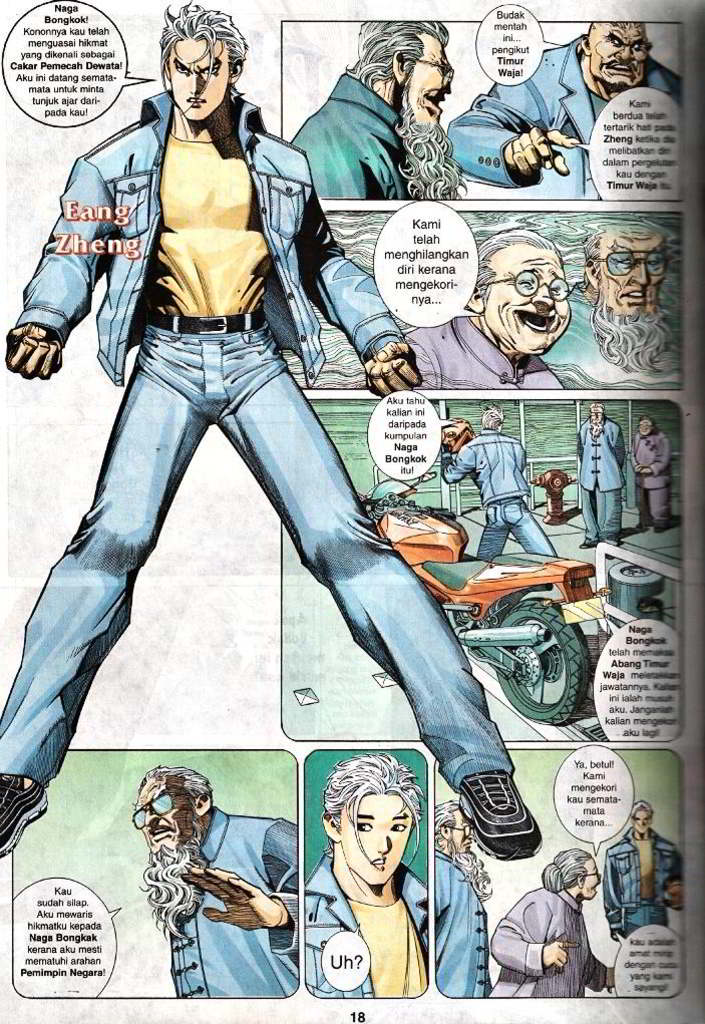 Naga
Bongkok!
Kononnya kau telah
menguasai hikmat
yang dikenali sebagai
Cakar Pemecah Dewata!
Aku ini datang semata-
mata untuk minta
tunjuk ajar dari-
pada kau!
Eang
Zheng
Budak
mentah
ini...
pengikut
Timur
Waja!
Kami
berdua telah
tertarik hati pada
Zheng ketika dia
melibatkan diri
dalam pergelutan
kau dengan
Timur Waja itu.
Kami
telah
menghilangkan
diri kerana
mengekori-
nya...
Aku tahu
kalian ini
daripada
kumpulan
Naga
Bongkok
itu!
Naga
Bongkok
telah memaksa
Abang Timur
Waja meletakkan
jawatannya. Kalian
ini ialah musuh
aku. Janganlah
kalian mengekori
...aku lagi!
Kau
sudah silap.
Aku mewaris
hikmatku kepada
Naga Bongkak
kerana aku mesti
mematuhi arahan
Pemimpin Negara!
Uh?
Ya, betul!
Kami
mengekori
kau semata-
mata
kerana...
kau adalah
amat mirip
dengan
yang kami
sayangi!
18